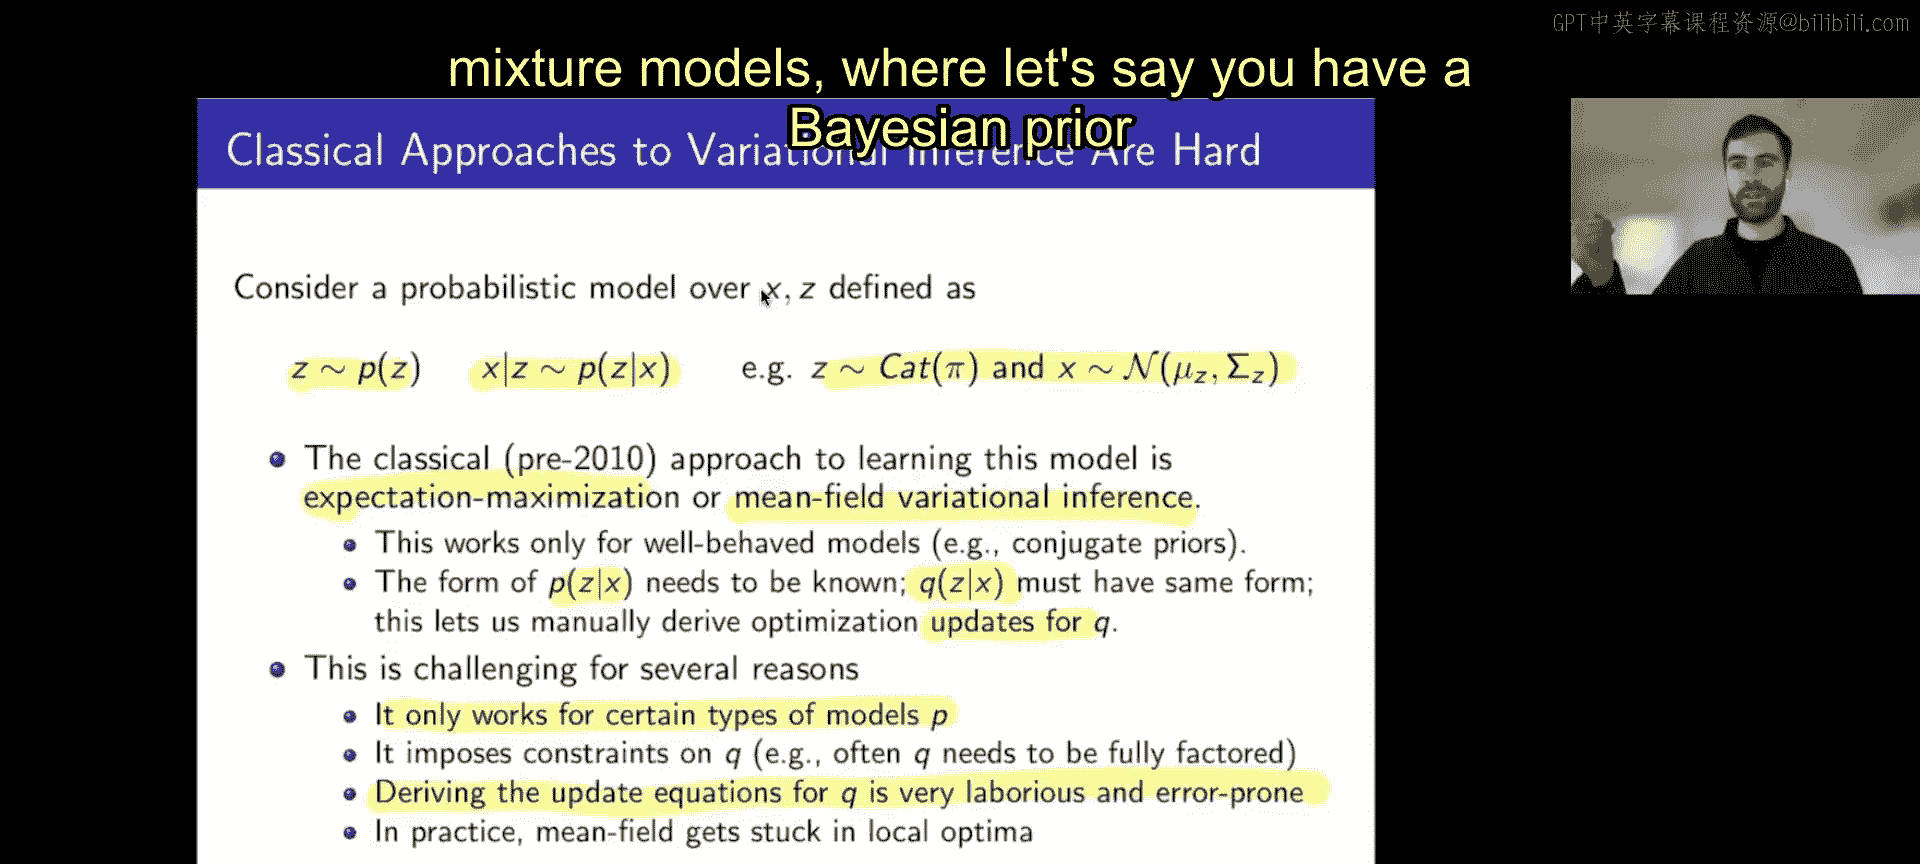 GPT中英字幕课程资源@bilibili.com
mixture models, where let's say you have a
Bayesian prior
Classical Approaches to Variational Inference Are Hard
Consider a probabilistic model over x, z defined as
z ∼ p(z) x|z ∼ p(z|x) e.g. z ∼ Cat(π) and x ∼ 𝒩(μ_z, Σ_z)
The classical (pre-2010) approach to learning this model is
expectation-maximization or mean-field variational inference.
This works only for well-behaved models (e.g., conjugate priors).
The form of p(z|x) needs to be known; q(z|x) must have same form;
this lets us manually derive optimization updates for q.
This is challenging for several reasons
It only works for certain types of models p
It imposes constraints on q (e.g., often q needs to be fully factored)
Deriving the update equations for q is very laborious and error-prone
In practice, mean-field gets stuck in local optima